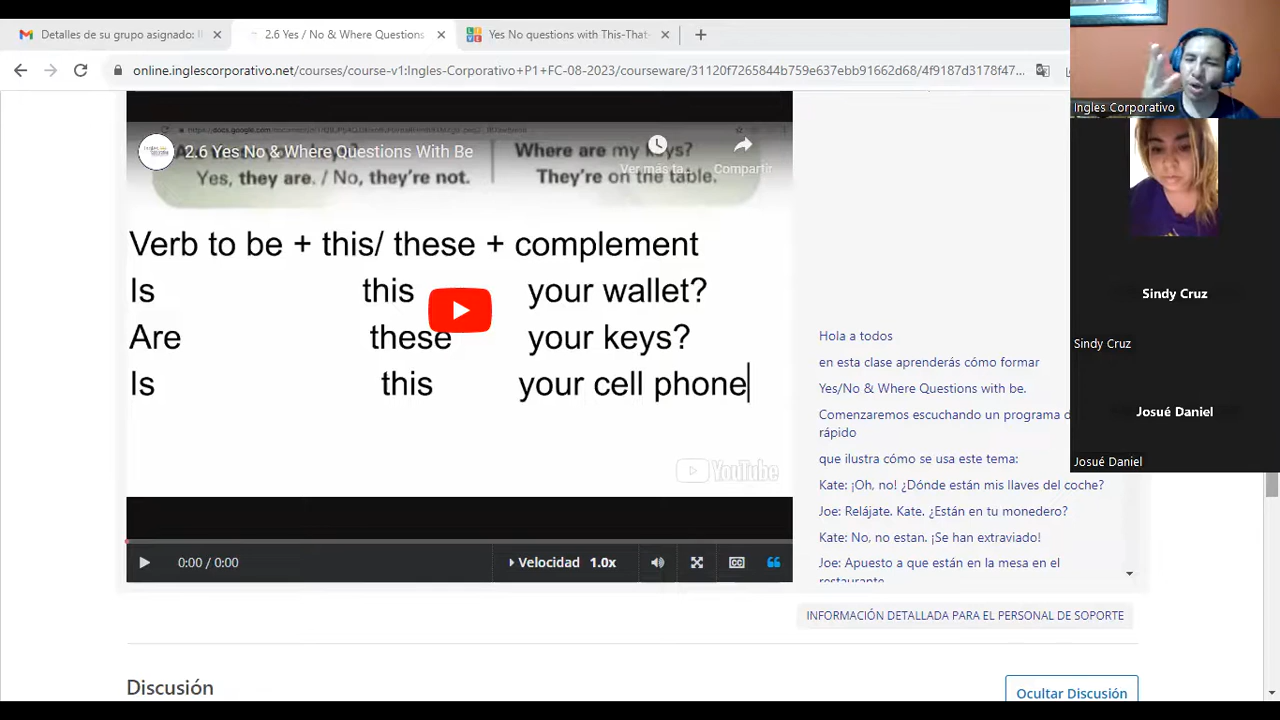 Detalles de su grupo asignado:
2.6 Yes / No & Where Questions
Yes No questions with This-That-
online.inglescorporativo.net/courses/course-v1:Ingles-Corporativo+P1+FC-08-2023/courseware/31120f7265844b759e637ebb91662d68/4f9187d3178f47...
Ingles Corporativo
2.6 Yes No & Where Questions With Be
Ver más ta...
Compartir
Yes, they are. / No, they're not.
Where are my keys?
They're on the table.
Verb to be + this/ these + complement
Is this your wallet?
Are these your keys?
Is this your cell phone
YouTube
0:00 / 0:00
Velocidad 1.0x
Hola a todos
en esta clase aprenderás cómo formar
Yes/No & Where Questions with be.
Comenzaremos escuchando un programa
rápido
que ilustra cómo se usa este tema:
Kate: ¡Oh, no! ¿Dónde están mis llaves del coche?
Joe: Relájate. Kate. ¿Están en tu monedero?
Kate: No, no estan. ¡Se han extraviado!
Joe: Apuesto a que están en la mesa en el
restaurante
INFORMACIÓN DETALLADA PARA EL PERSONAL DE SOPORTE
Discusión
Ocultar Discusión
Sindy Cruz
Sindy Cruz
Josué Daniel
Josué Daniel